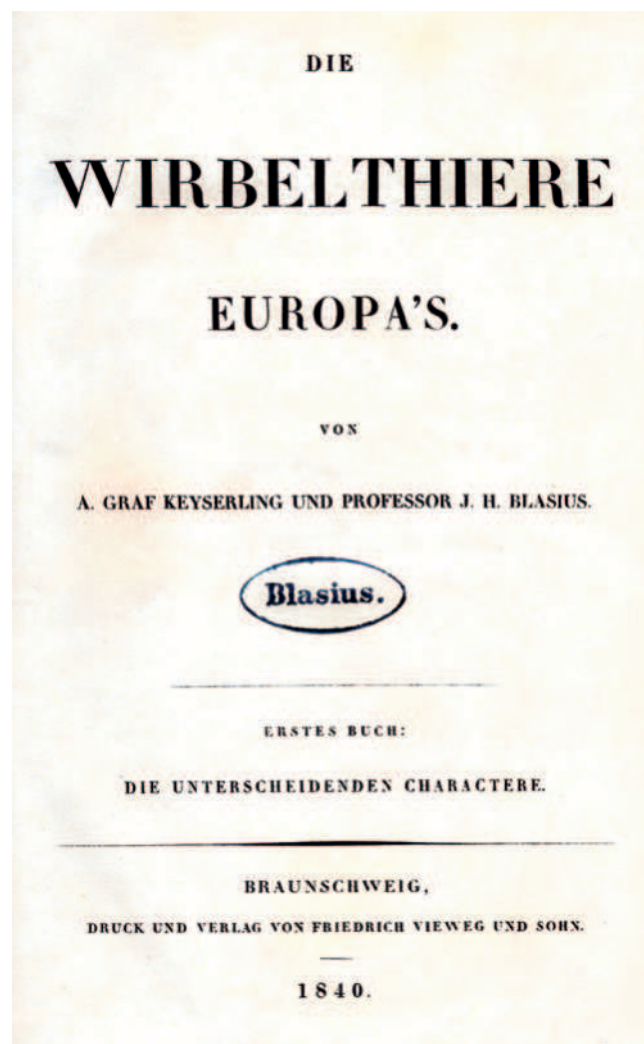 DIE
WIRBELTHIERE
EUROPA'S.
VON
A. GRAF KEYSERLING UND PROFESSOR J. H. BLASIUS.
Blasius.
ERSTES BUCH:
DIE UNTERSCHEIDENDEN CHARACTERE.
BRAUNSCHWEIG,
DRUCK UND VERLAG VON FRIEDRICH VIEWEG UND SOHN.
1840.